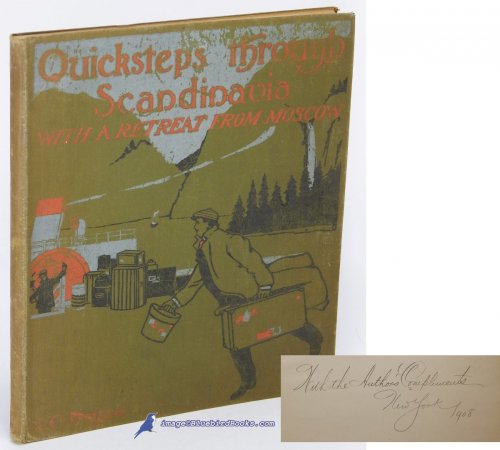 Quicksteps through
Scandinavia
WITH A RETREAT FROM MOSCOW
image@BluebirdBooks.com
With the Author's Compliments
New York
1908